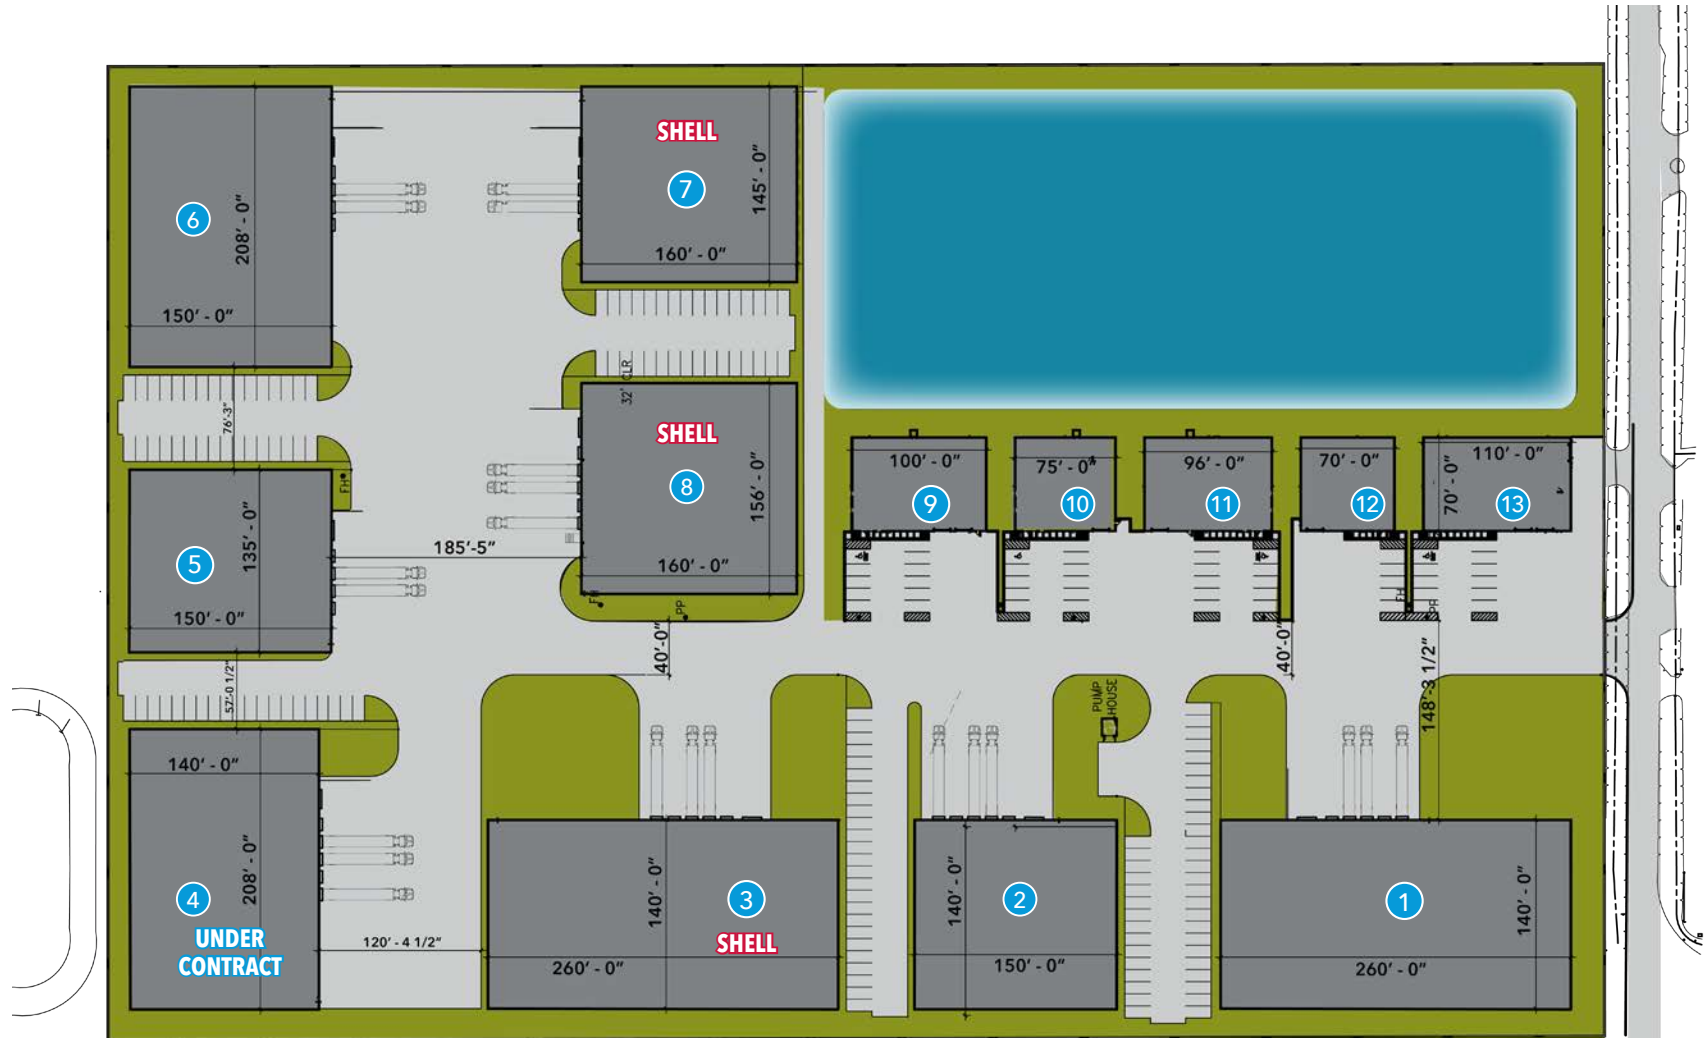 SHELL
7
145' - 0"
160' - 0"
6
208' - 0"
150' - 0"
76'-3"
32' CLR
SHELL
8
156' - 0"
160' - 0"
FH
PP
FH
5
135' - 0"
150' - 0"
185'-5"
57'-0 1/2"
40'-0"
100' - 0"
9
75' - 0"
10
96' - 0"
11
70' - 0"
12
70' - 0"
110' - 0"
13
FH
PP
40'-0"
148'-3 1/2"
PUMP
HOUSE
140' - 0"
208' - 0"
4
UNDER
CONTRACT
120' - 4 1/2"
140' - 0"
3
SHELL
260' - 0"
140' - 0"
2
150' - 0"
1
140' - 0"
260' - 0"